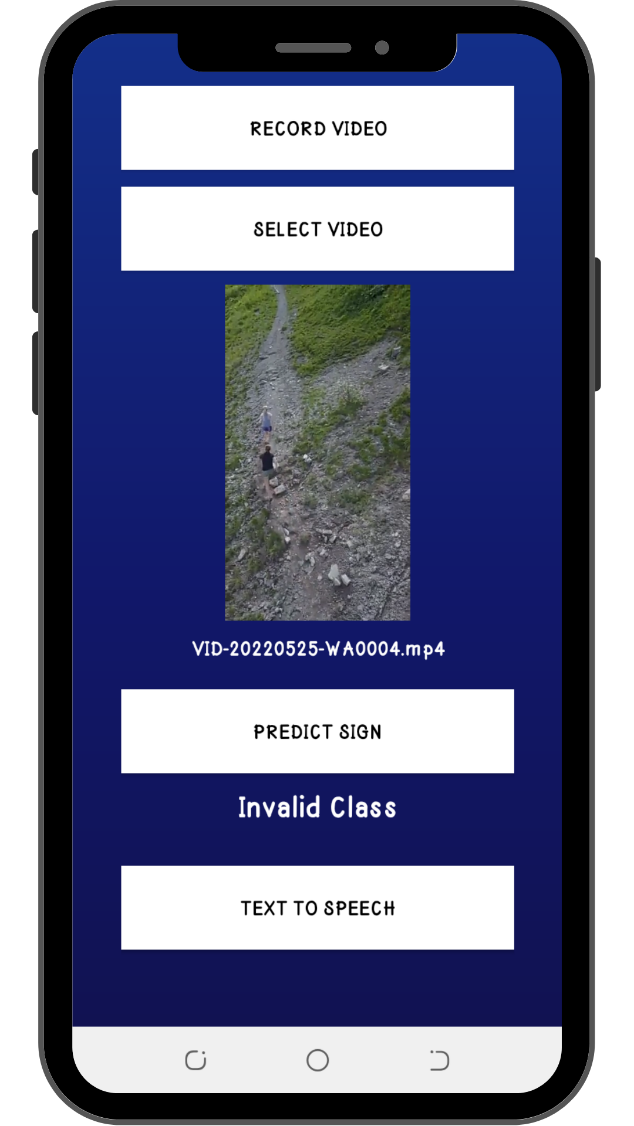 RECORD VIDEO
SELECT VIDEO
VID-20220525-WA0004.mp4
PREDICT SIGN
Invalid Class
TEXT TO SPEECH